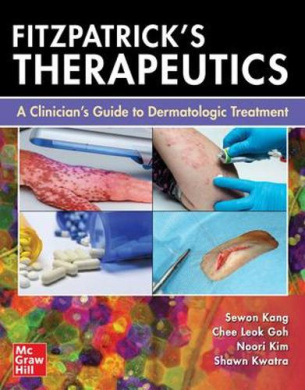 FITZPATRICK'S
THERAPEUTICS
A Clinician's Guide to Dermatologic Treatment
Sewon Kang
Chee Leok Goh
Noori Kim
Shawn Kwatra
Mc
Graw
Hill